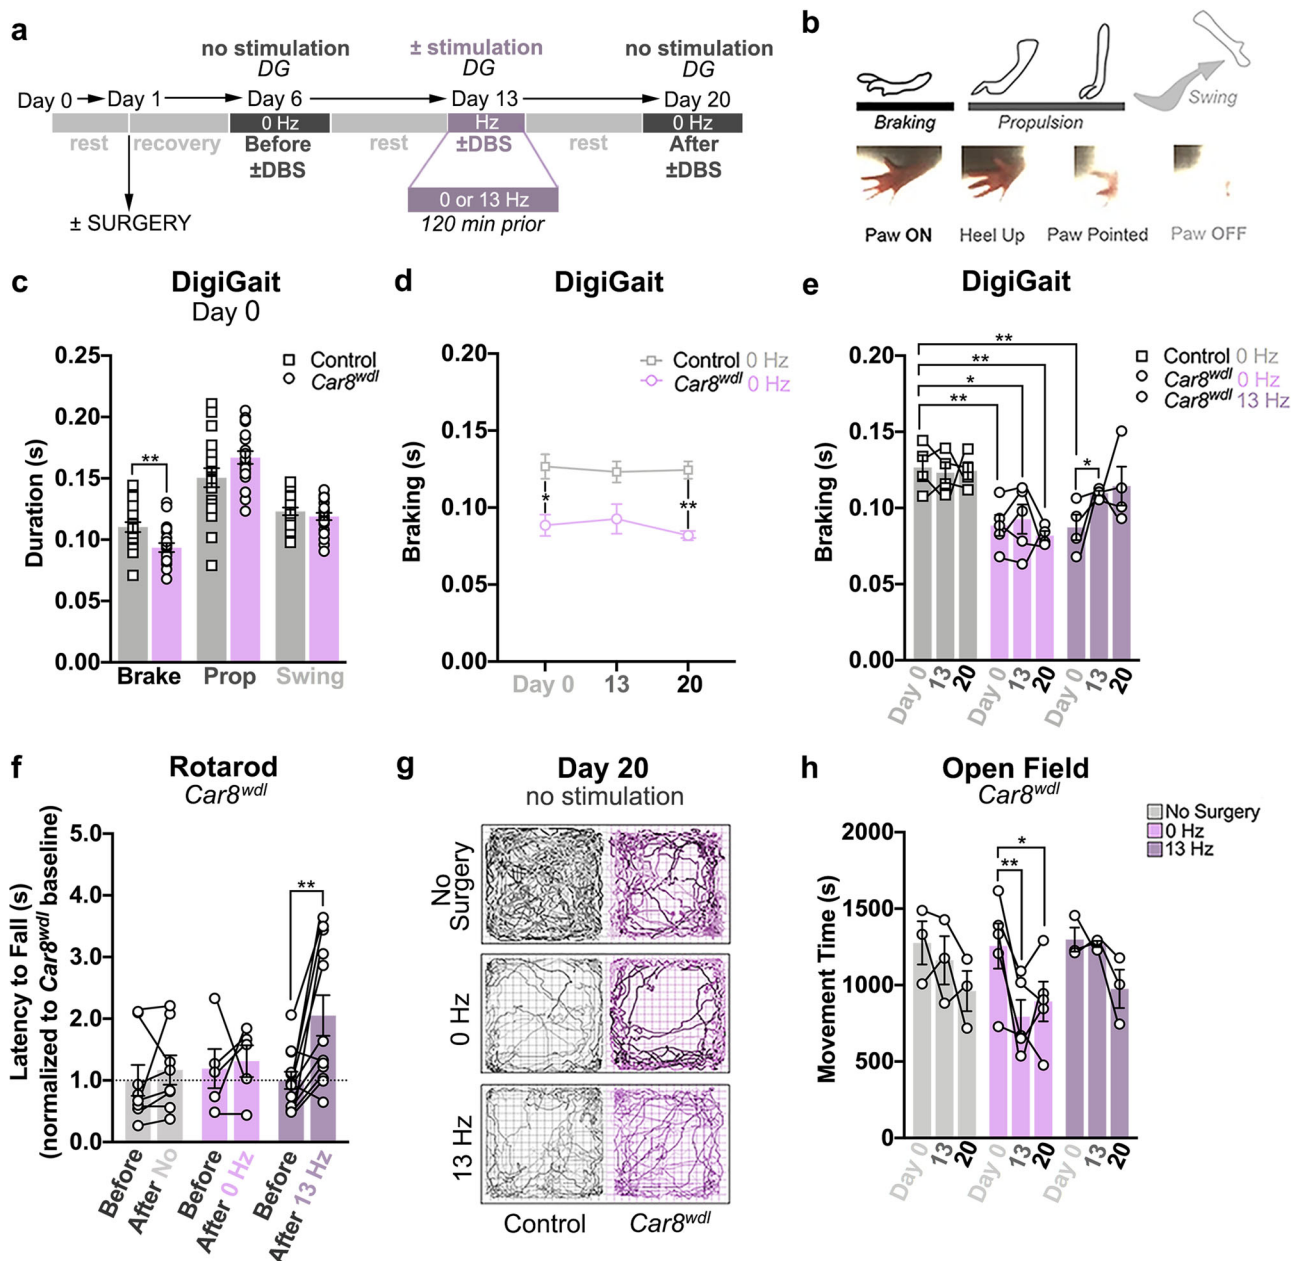 a
no stimulation
DG
± stimulation
DG
no stimulation
DG
Day 0
Day 1
Day 6
Day 13
Day 20
0 Hz
Hz
0 Hz
rest
recovery
Before
±DBS
rest
±DBS
rest
After
±DBS
± SURGERY
0 or 13 Hz
120 min prior
b
Braking
Propulsion
Swing
Paw ON
Heel Up
Paw Pointed
Paw OFF
c
DigiGait
Day 0
Control
Car8wdl
**
Duration (s)
0.25
0.20
0.15
0.10
0.05
0.00
Brake
Prop
Swing
d
DigiGait
Control 0 Hz
Car8wdl 0 Hz
Braking (s)
0.20
0.15
0.10
0.05
0.00
*
**
Day 0
13
20
e
DigiGait
Control 0 Hz
Car8wdl 0 Hz
Car8wdl 13 Hz
**
**
*
**
*
Braking (s)
0.20
0.15
0.10
0.05
0.00
Day 0
13
20
Day 0
13
20
Day 0
13
20
f
Rotarod
Car8wdl
Latency to Fall (s)
(normalized to Car8wdl baseline)
5.0
4.0
3.0
2.0
1.0
0.0
**
Before
After No
Before
After 0 Hz
Before
After 13 Hz
g
Day 20
no stimulation
No
Surgery
0 Hz
13 Hz
Control
Car8wdl
h
Open Field
Car8wdl
No Surgery
0 Hz
13 Hz
*
**
Movement Time (s)
2000
1500
1000
500
0
Day 0
13
20
Day 0
13
20
Day 0
13
20